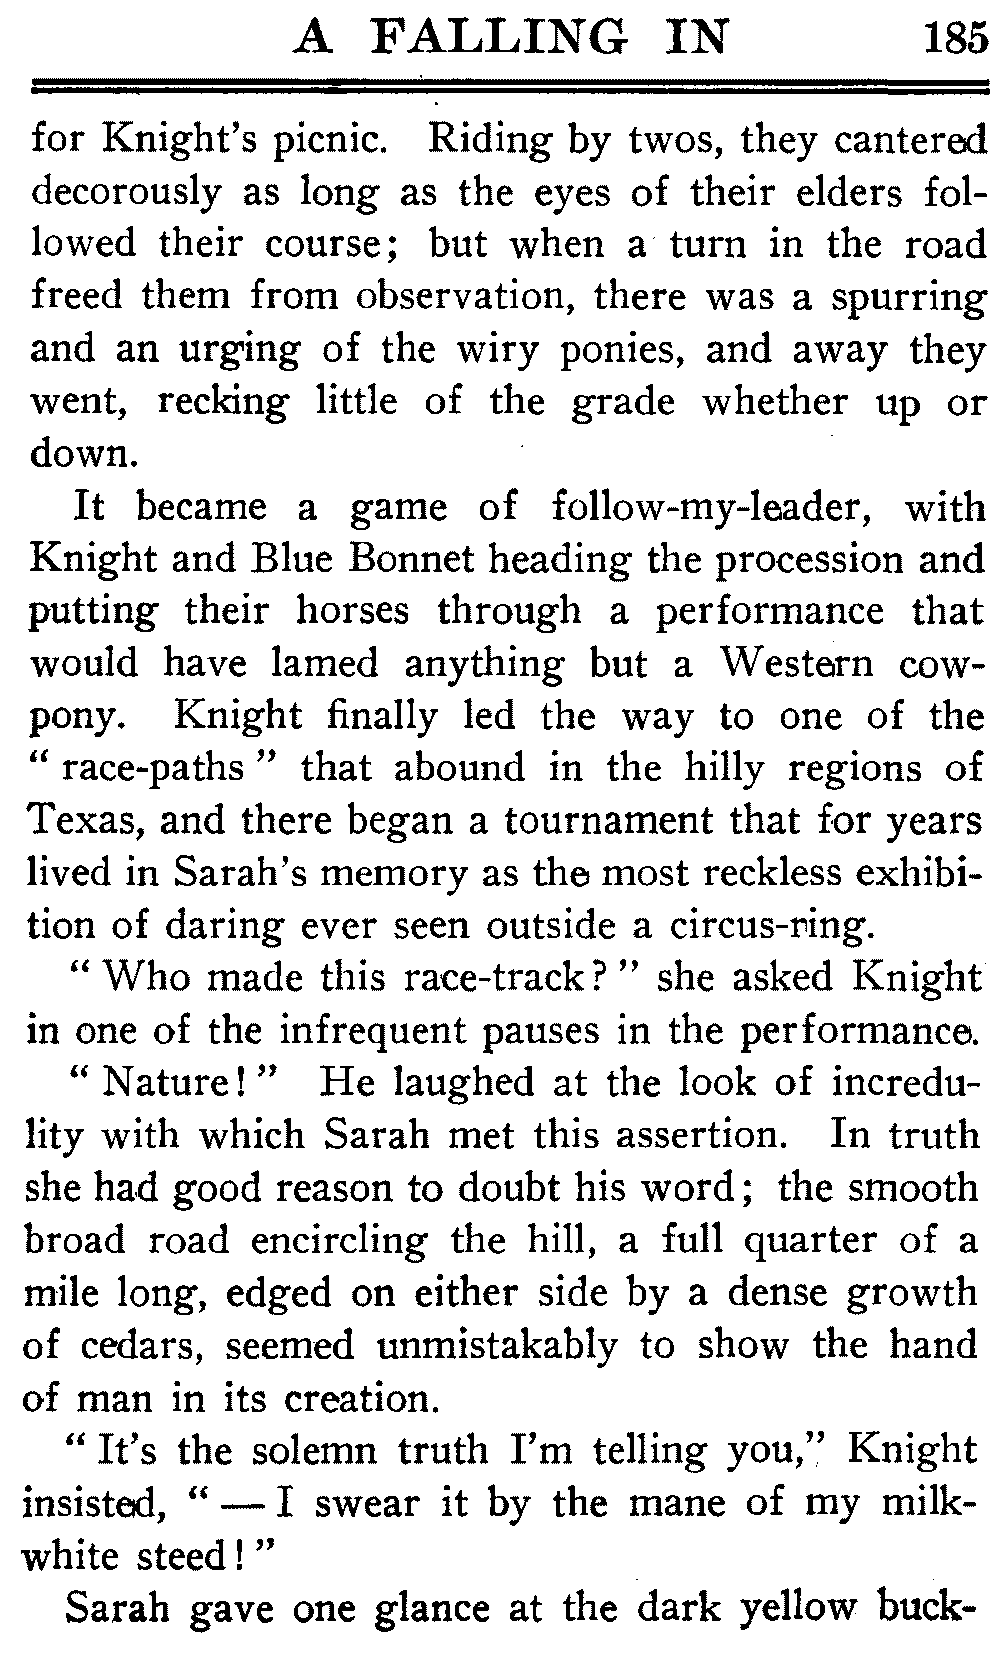 A FALLING IN 185
for Knight's picnic. Riding by twos, they cantered
decorously as long as the eyes of their elders fol-
lowed their course; but when a turn in the road
freed them from observation, there was a spurring
and an urging of the wiry ponies, and away they
went, recking little of the grade whether up or
down.
It became a game of follow-my-leader, with
Knight and Blue Bonnet heading the procession and
putting their horses through a performance that
would have lamed anything but a Western cow-
pony. Knight finally led the way to one of the
" race-paths " that abound in the hilly regions of
Texas, and there began a tournament that for years
lived in Sarah's memory as the most reckless exhibi-
tion of daring ever seen outside a circus-ring.
" Who made this race-track? " she asked Knight
in one of the infrequent pauses in the performance.
" Nature! " He laughed at the look of incredu-
lity with which Sarah met this assertion. In truth
she had good reason to doubt his word; the smooth
broad road encircling the hill, a full quarter of a
mile long, edged on either side by a dense growth
of cedars, seemed unmistakably to show the hand
of man in its creation.
" It's the solemn truth I'm telling you," Knight
insisted, " — I swear it by the mane of my milk-
white steed! "
Sarah gave one glance at the dark yellow buck-